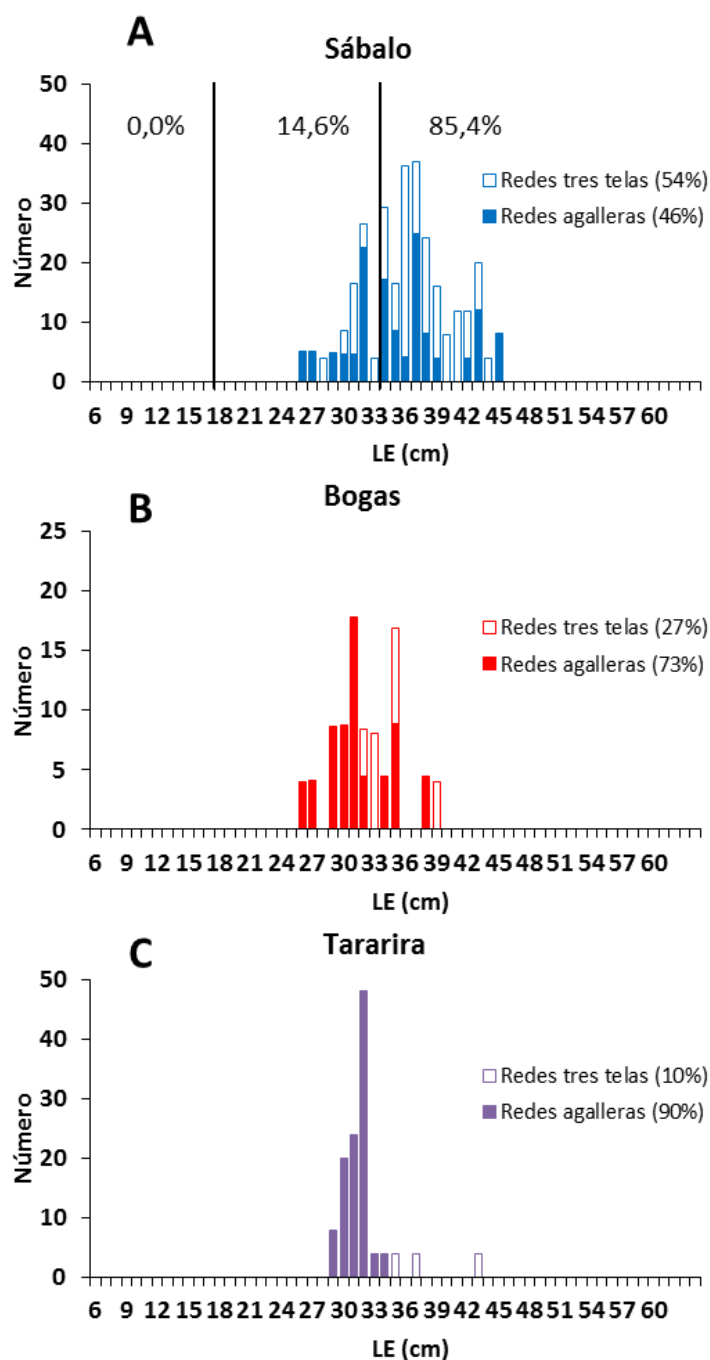 A
Sábalo
50
40
30
20
10
0
Número
0,0%
14,6%
85,4%
Redes tres telas (54%)
Redes agalleras (46%)
6 9 12 15 18 21 24 27 30 33 36 39 42 45 48 51 54 57 60
LE (cm)
B
Bogas
25
20
15
10
5
0
Número
Redes tres telas (27%)
Redes agalleras (73%)
6 9 12 15 18 21 24 27 30 33 36 39 42 45 48 51 54 57 60
LE (cm)
C
Tararira
50
40
30
20
10
0
Número
Redes tres telas (10%)
Redes agalleras (90%)
6 9 12 15 18 21 24 27 30 33 36 39 42 45 48 51 54 57 60
LE (cm)